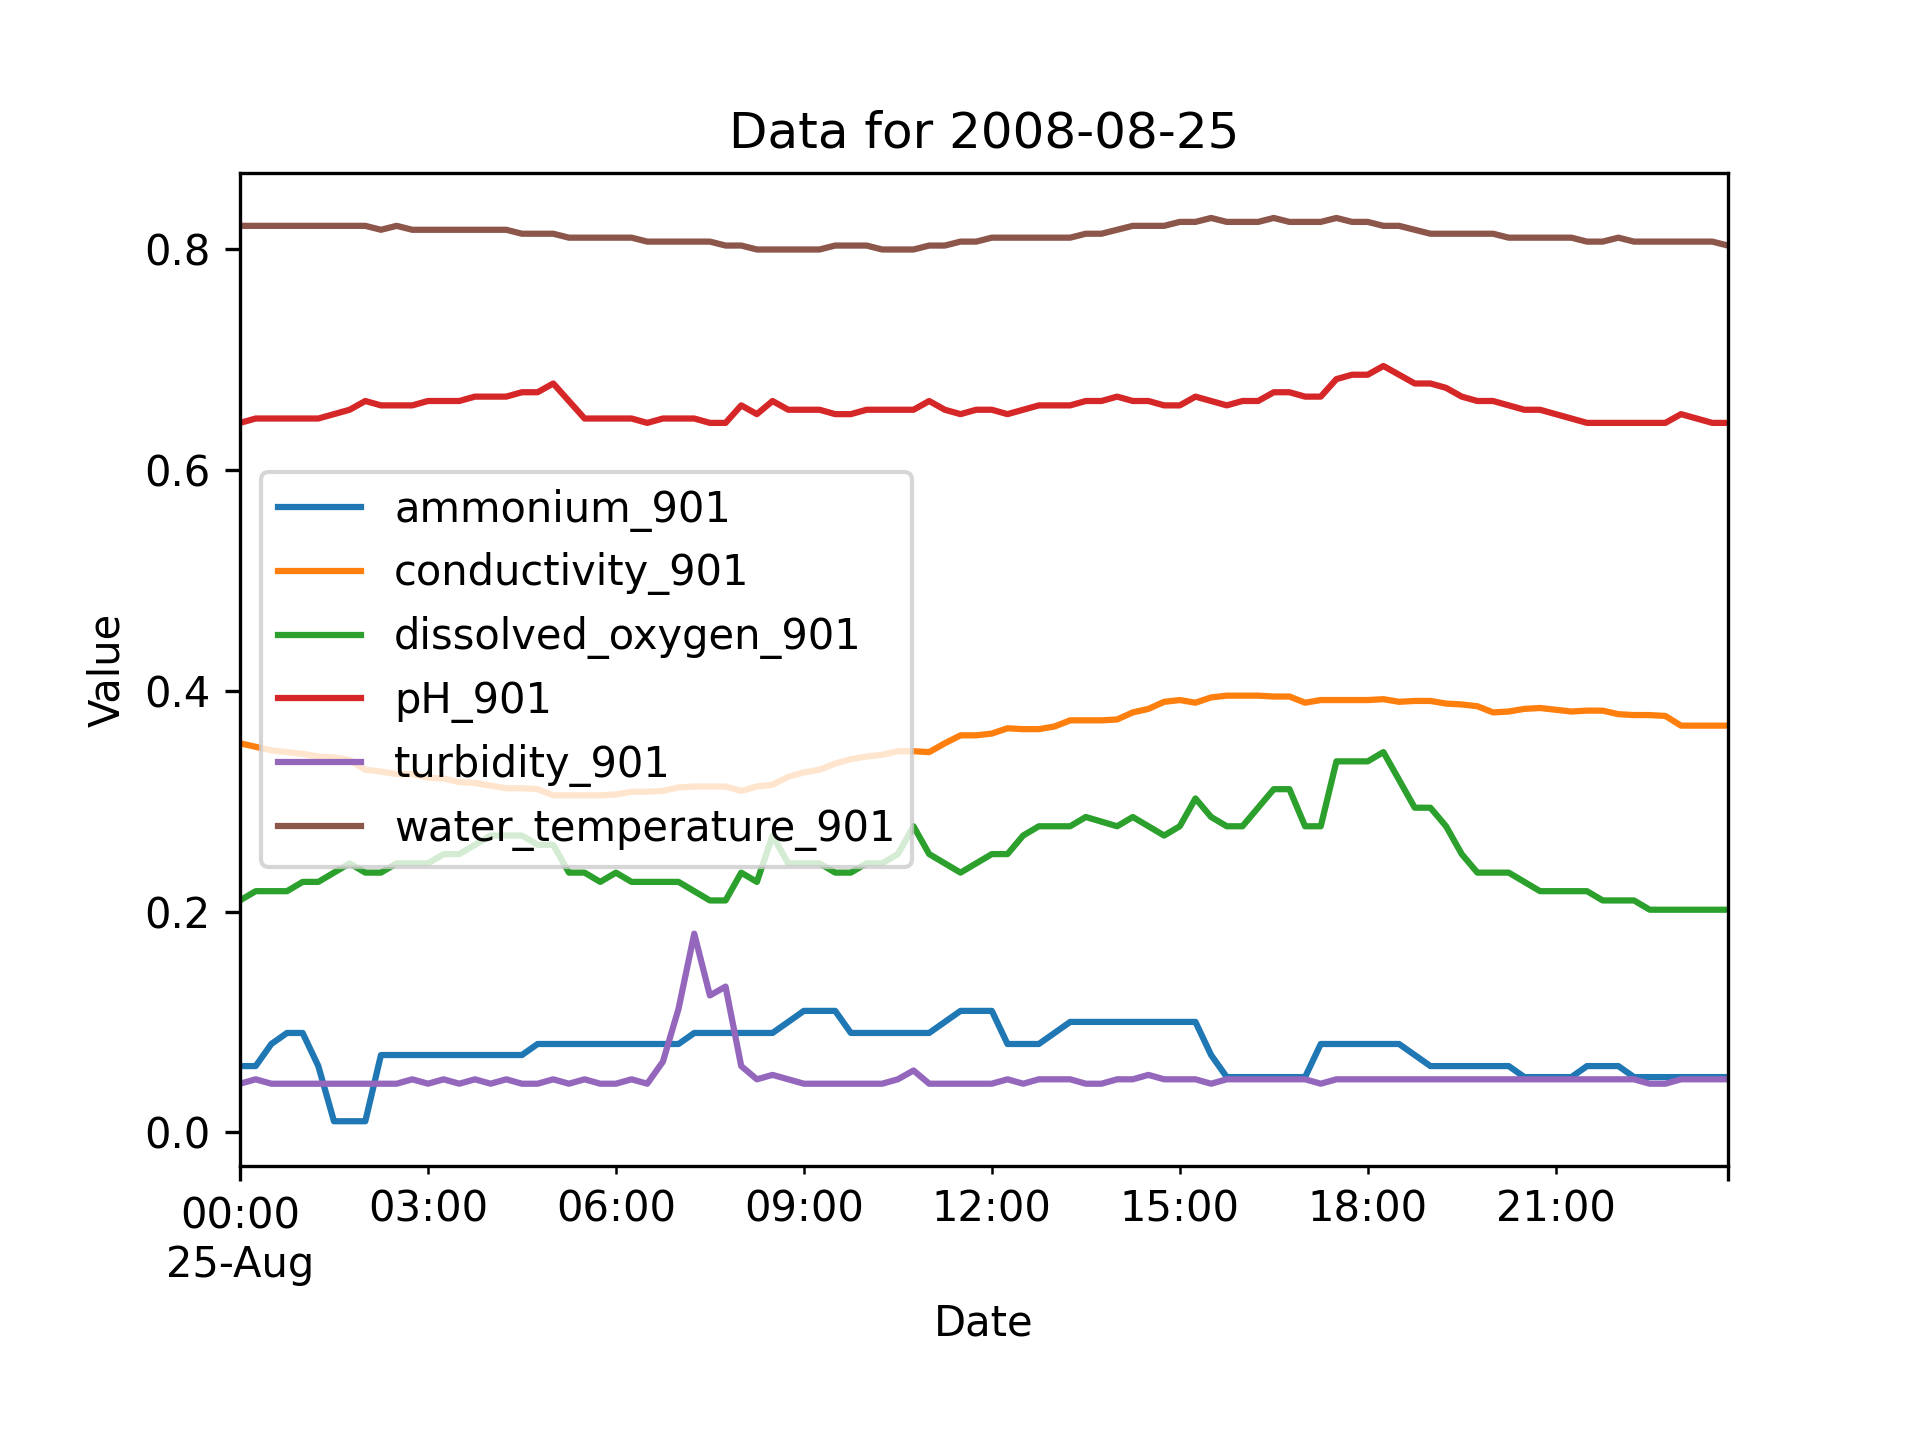 Data for 2008-08-25
Value
0.8
0.6
0.4
0.2
0.0
ammonium_901
conductivity_901
dissolved_oxygen_901
pH_901
turbidity_901
water_temperature_901
00:00 03:00 06:00 09:00 12:00 15:00 18:00 21:00
25-Aug
Date